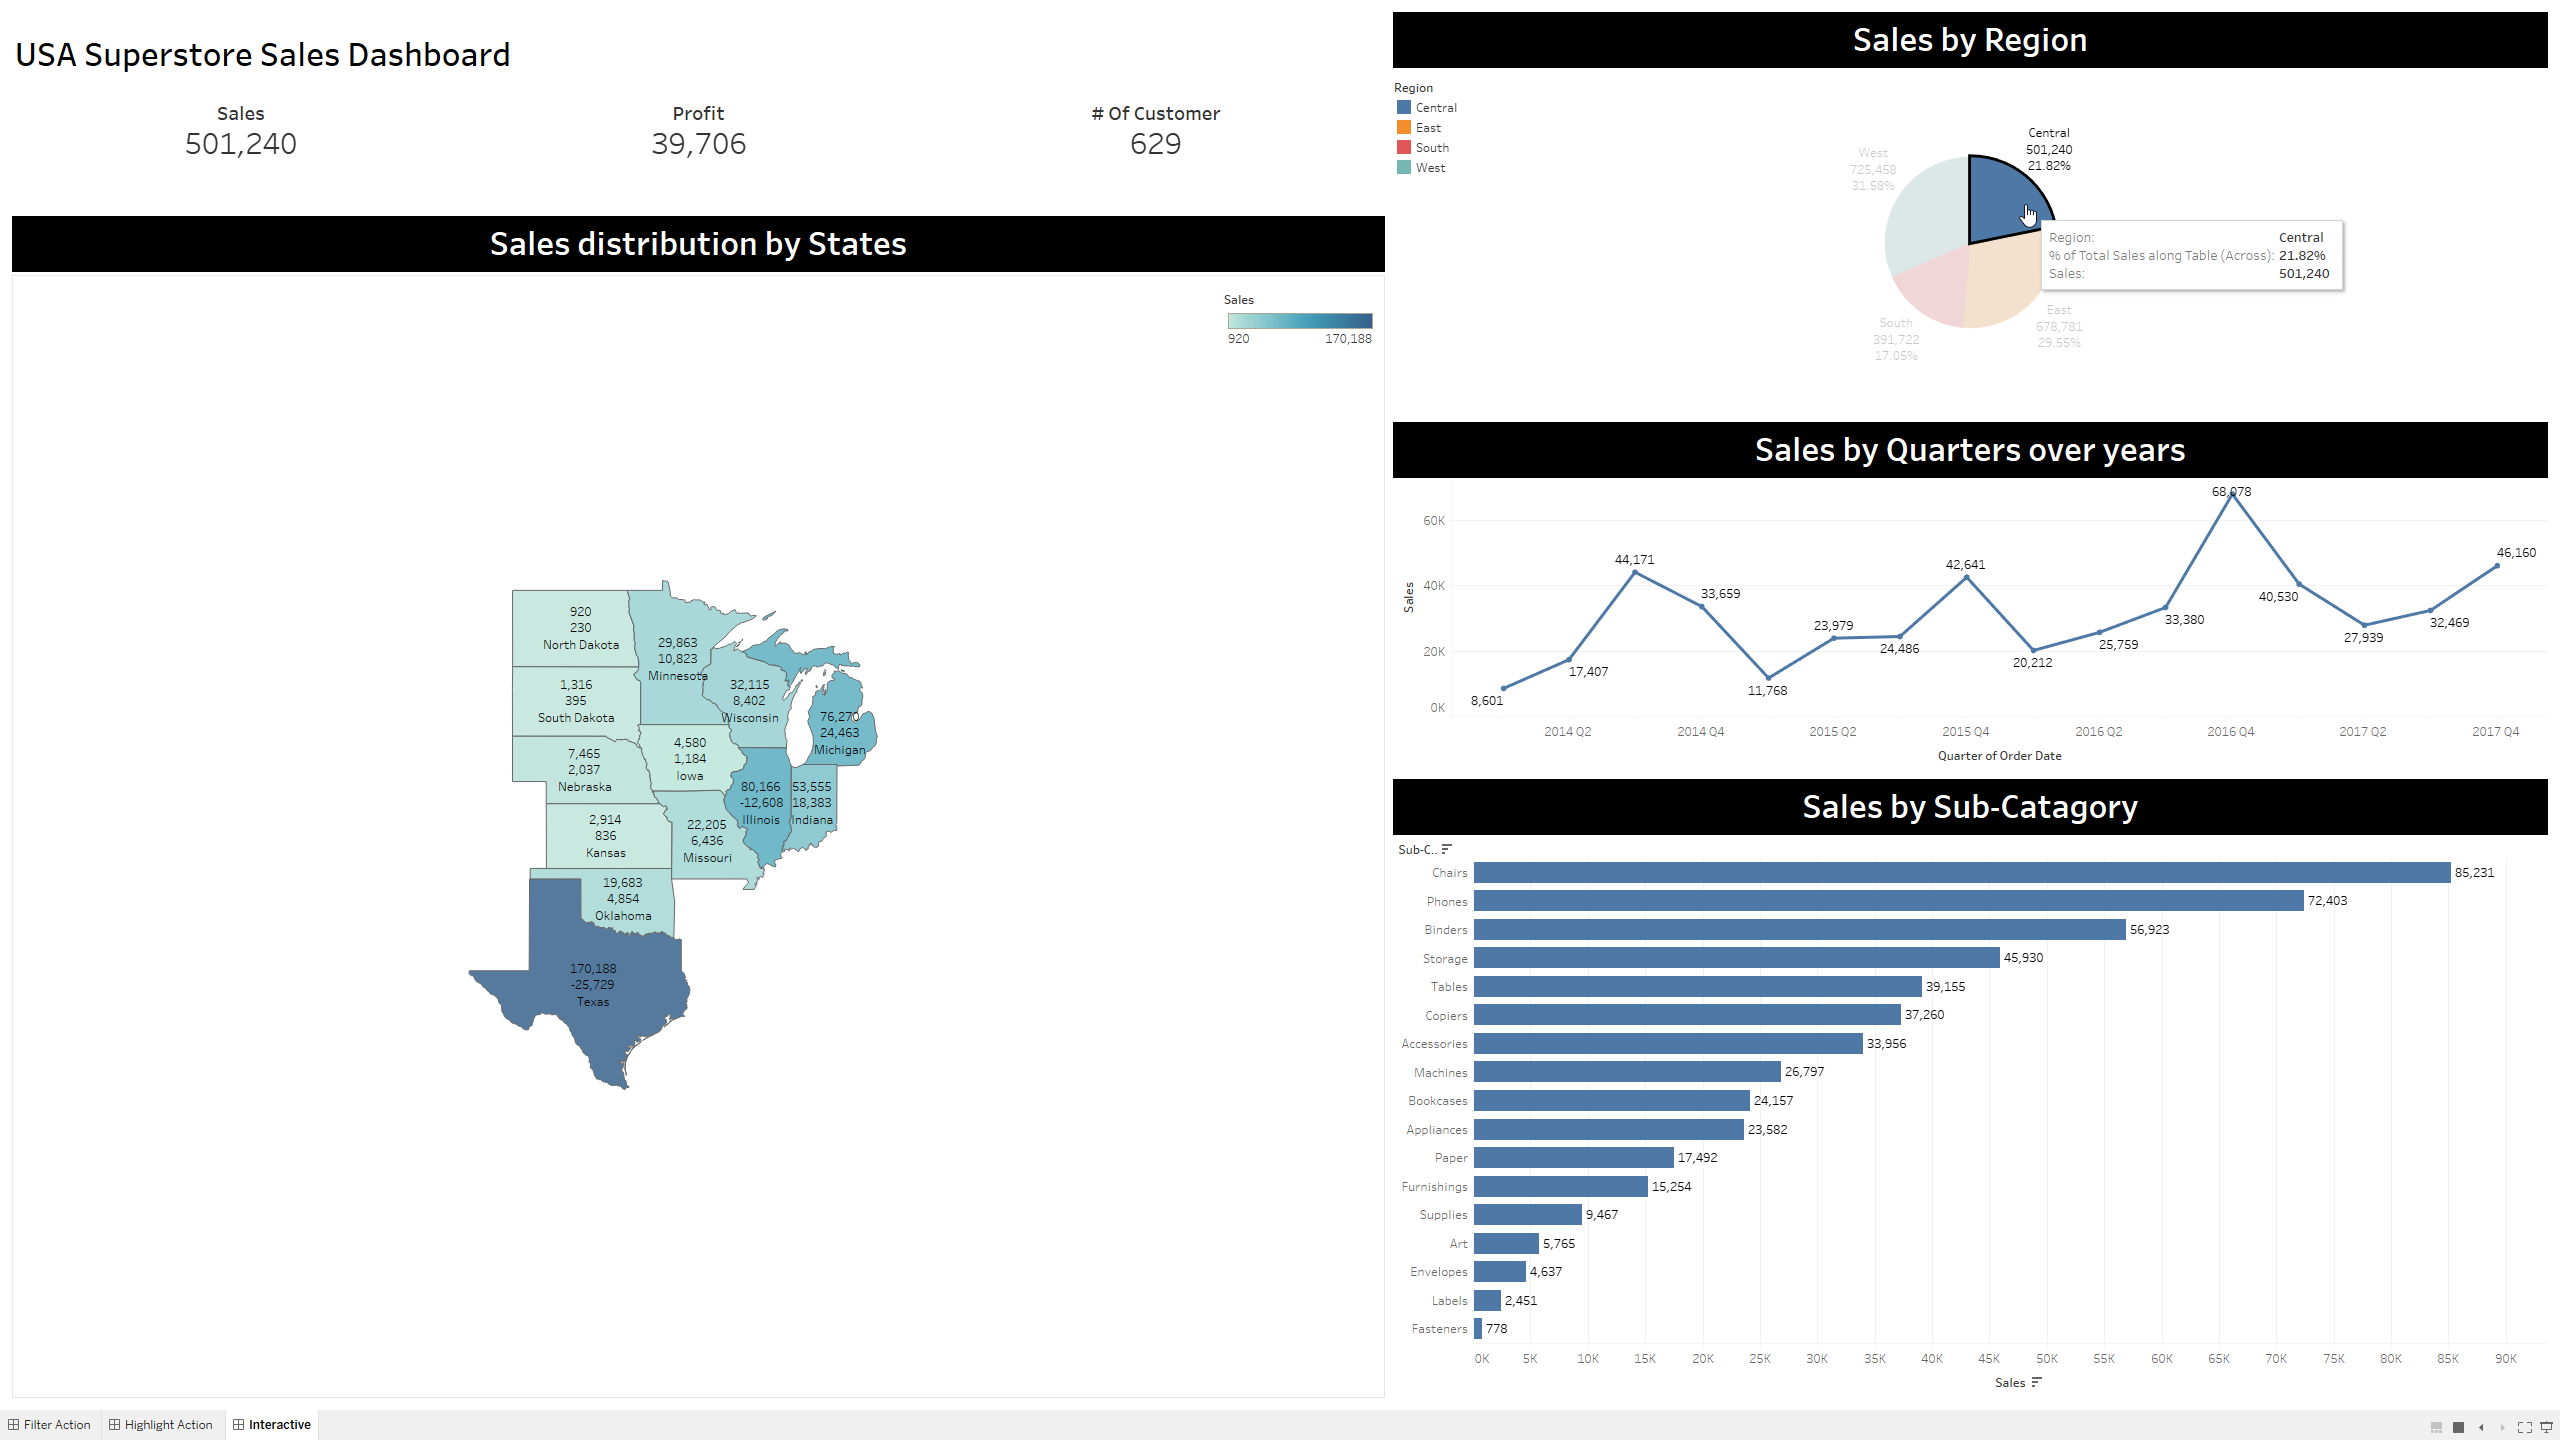 USA Superstore Sales Dashboard
Sales
501,240
Profit
39,706
# Of Customer
629
Sales distribution by States
Sales
920
170,188
920
230
North Dakota
29,863
10,823
Minnesota
1,316
395
South Dakota
32,115
8,402
Wisconsin
76,270
24,463
Michigan
4,580
1,184
Iowa
7,465
2,037
Nebraska
80,166
-12,608
Illinois
53,555
18,383
Indiana
2,914
836
Kansas
22,205
6,436
Missouri
19,683
4,854
Oklahoma
170,188
-25,729
Texas
Sales by Region
Region
Central
East
South
West
Central
501,240
21.82%
West
725,458
31.58%
Region: Central
% of Total Sales along Table (Across): 21.82%
Sales: 501,240
East
678,781
29.55%
South
391,722
17.05%
Sales by Quarters over years
Sales
60K
40K
20K
0K
8,601
17,407
44,171
33,659
11,768
23,979
24,486
42,641
20,212
25,759
33,380
68,078
40,530
27,939
32,469
46,160
2014 Q2
2014 Q4
2015 Q2
2015 Q4
2016 Q2
2016 Q4
2017 Q2
2017 Q4
Quarter of Order Date
Sales by Sub-Catagory
Sub-C..
Chairs 85,231
Phones 72,403
Binders 56,923
Storage 45,930
Tables 39,155
Copiers 37,260
Accessories 33,956
Machines 26,797
Bookcases 24,157
Appliances 23,582
Paper 17,492
Furnishings 15,254
Supplies 9,467
Art 5,765
Envelopes 4,637
Labels 2,451
Fasteners 778
0K 5K 10K 15K 20K 25K 30K 35K 40K 45K 50K 55K 60K 65K 70K 75K 80K 85K 90K
Sales
Filter Action
Highlight Action
Interactive